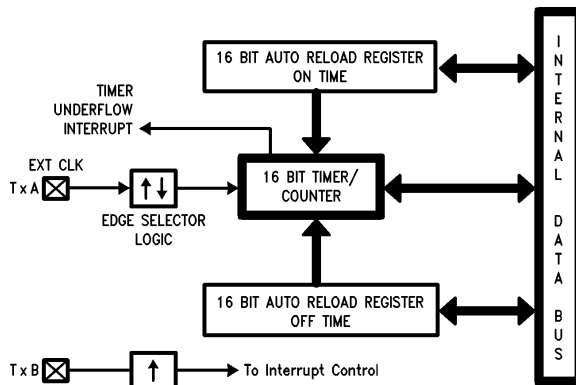 16 BIT AUTO RELOAD REGISTER
ON TIME
TIMER
UNDERFLOW
INTERRUPT
EXT CLK
TxA
16 BIT TIMER/
COUNTER
EDGE SELECTOR
LOGIC
16 BIT AUTO RELOAD REGISTER
OFF TIME
TxB
To Interrupt Control
INTERNAL DATA BUS